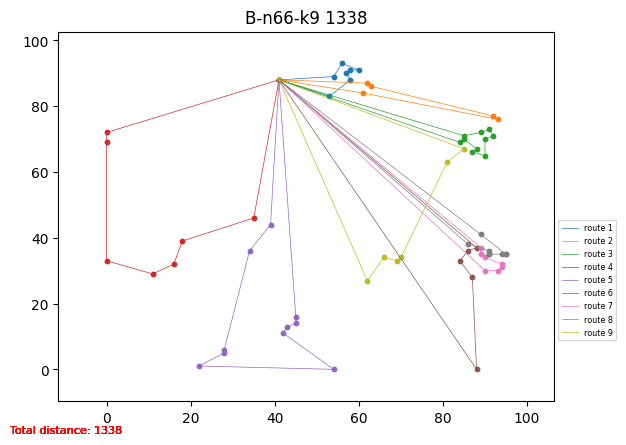 B-n66-k9 1338
100
80
60
40
20
0
0 20 40 60 80 100
route 1
route 2
route 3
route 4
route 5
route 6
route 7
route 8
route 9
Total distance: 1338